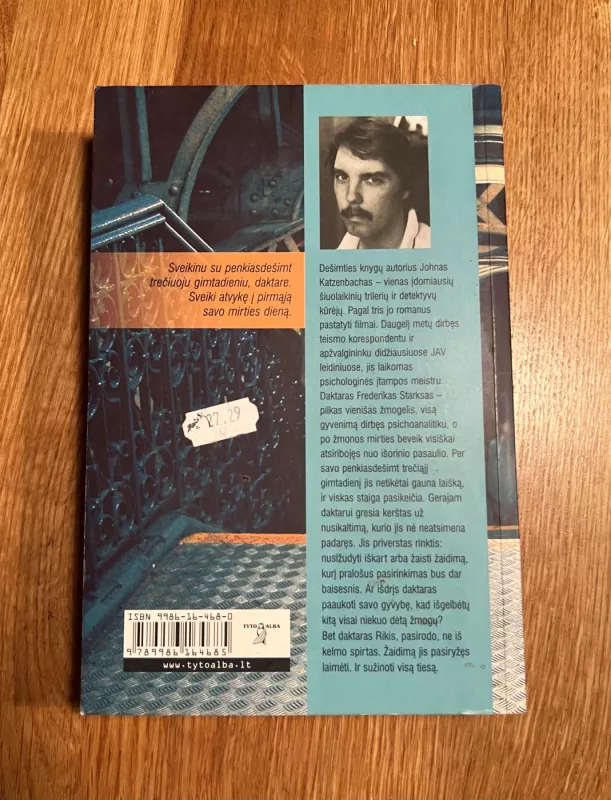 Sveikinu su penkiasdešimt
trečiuoju gimtadieniu, daktare.
Sveiki atvykę į pirmąją
savo mirties dieną.
27,29
Dešimties knygų autorius Johnas
Katzenbachas – vienas įdomiausių
šiuolaikinių trilerių ir detektyvų
kūrėjų. Pagal tris jo romanus
pastatyti filmai. Daugelį metų dirbęs
teismo korespondentu ir
apžvalgininku didžiausiuose JAV
leidiniuose, jis laikomas
psichologinės įtampos meistru.
Daktaras Frederikas Starksas –
pilkas vienišas žmogelis, visą
gyvenimą dirbęs psichoanalitiku, o
po žmonos mirties beveik visiškai
atsiribojęs nuo išorinio pasaulio. Per
savo penkiasdešimt trečiąjį
gimtadienį jis netikėtai gauna laišką,
ir viskas staiga pasikeičia. Gerajam
daktarui gresia kerštas už
nusikaltimą, kurio jis nė neatsimena
padaręs. Jis priverstas rinktis:
nusižudyti iškart arba žaisti žaidimą,
kurį pralošus pasirinkimas bus dar
baisesnis. Ar išdrįs daktaras
paaukoti savo gyvybę, kad išgelbėtų
kitą visai niekuo dėtą žmogų?
Bet daktaras Rikis, pasirodo, ne iš
kelmo spirtas. Žaidimą jis pasiryžęs
laimėti. Ir sužinoti visą tiesą.
ISBN 9986-16-468-0
9 789986 164685
TYTO ALBA
www.tytoalba.lt